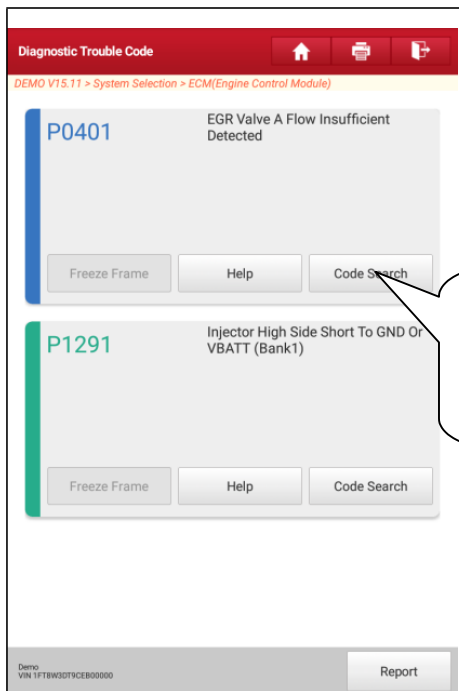 Diagnostic Trouble Code
DEMO V15.11 > System Selection > ECM(Engine Control Module)
P0401
EGR Valve A Flow Insufficient
Detected
Freeze Frame
Help
Code Search
P1291
Injector High Side Short To GND Or
VBATT (Bank1)
Freeze Frame
Help
Code Search
Demo
VIN 1FTBW3DT9CEB00000
Report